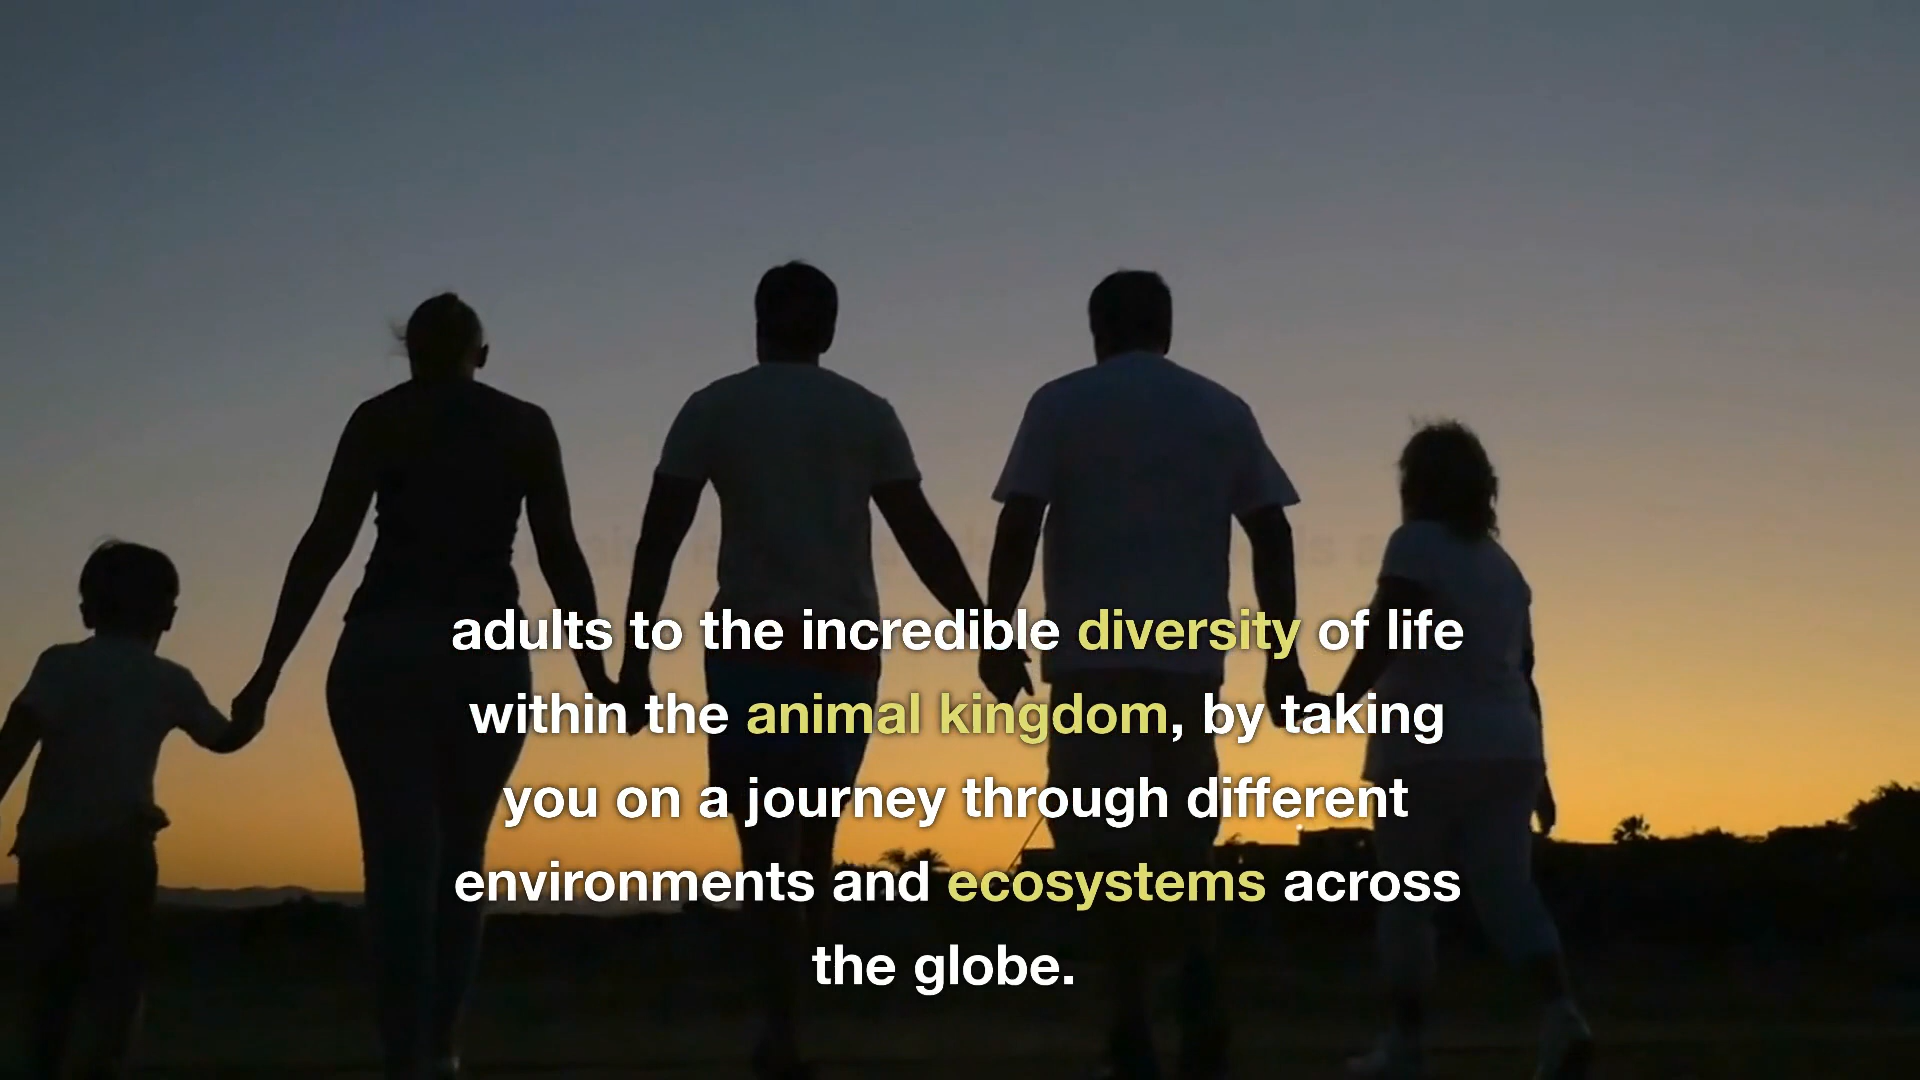 adults to the incredible diversity of life
within the animal kingdom, by taking
you on a journey through different
environments and ecosystems across
the globe.